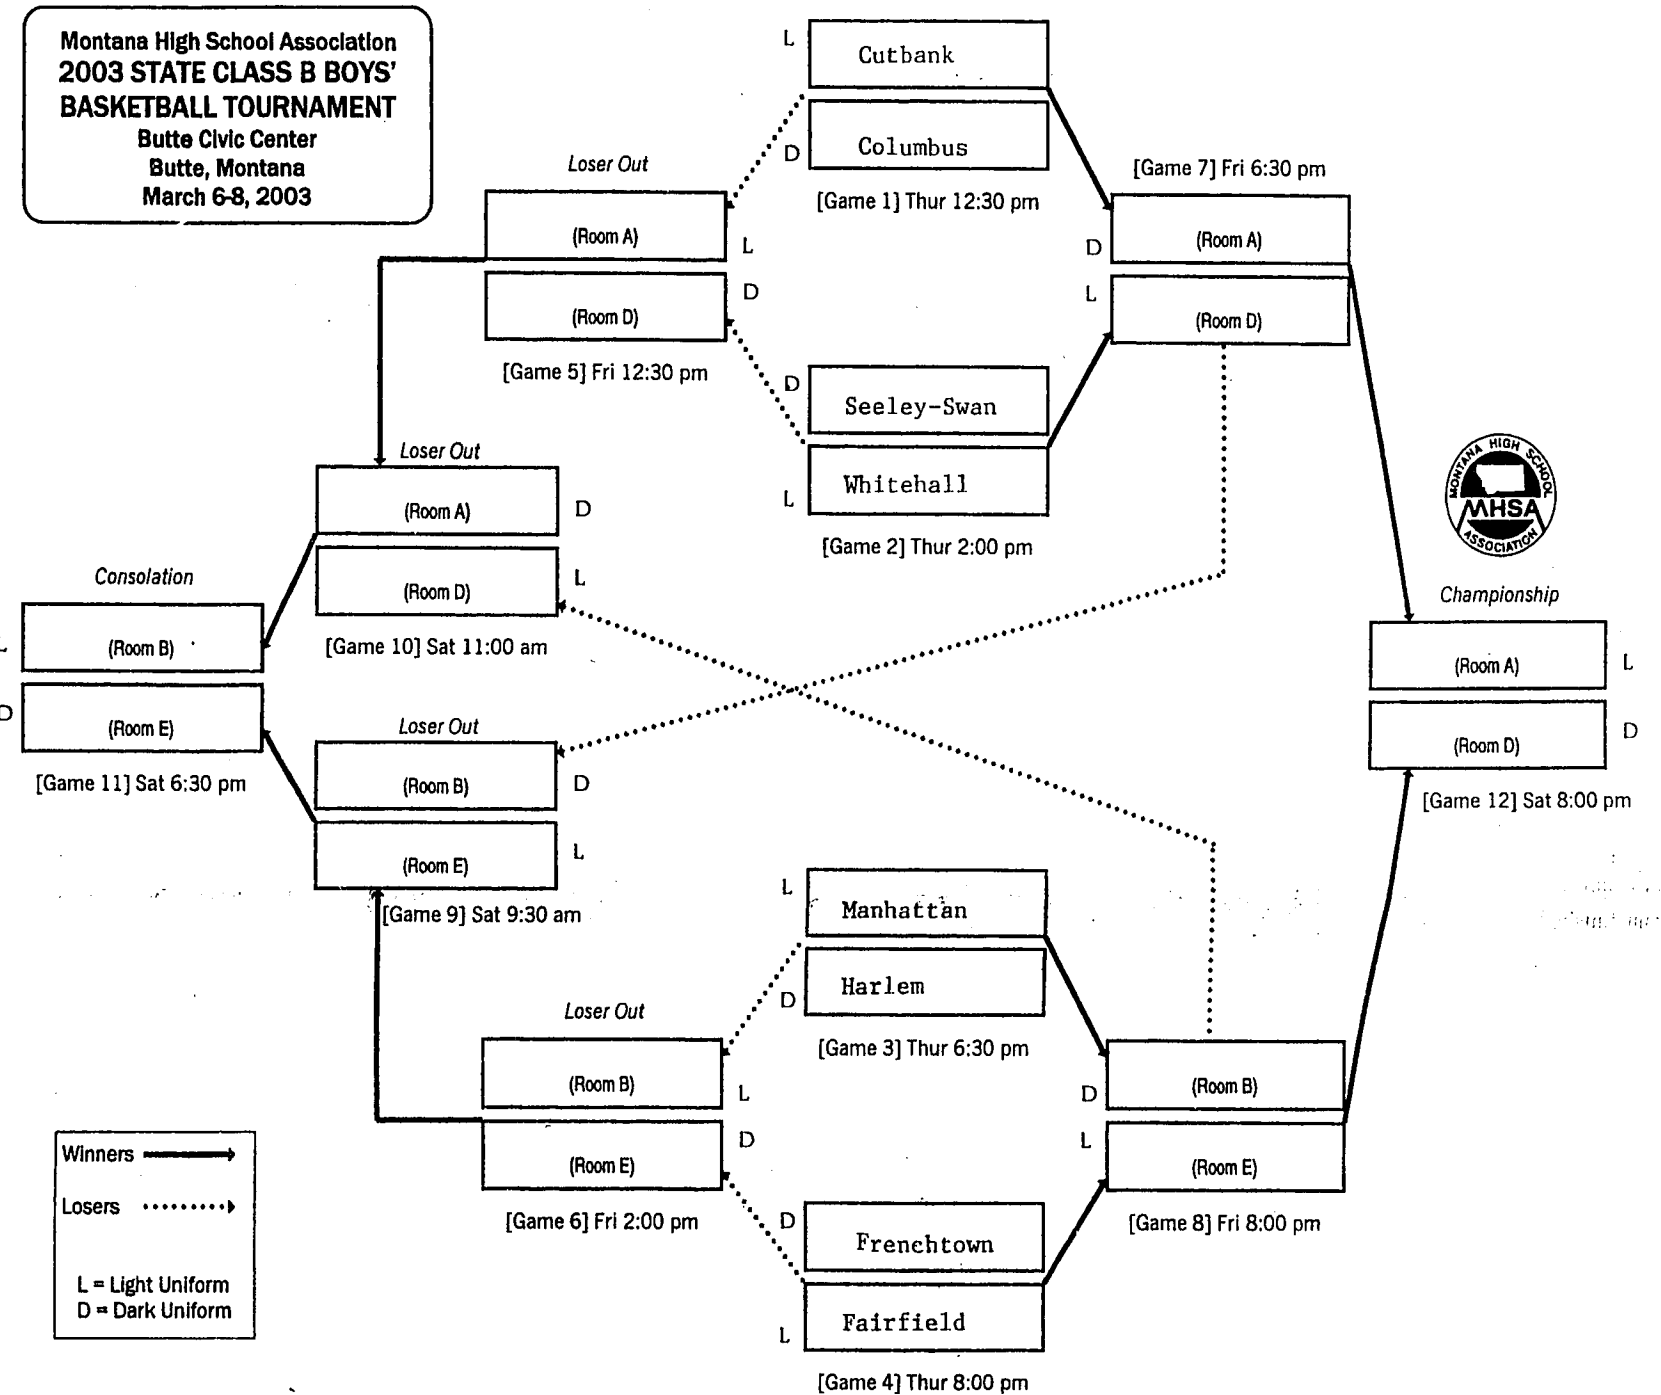 Montana High School Association
2003 STATE CLASS B BOYS'
BASKETBALL TOURNAMENT
Butte Civic Center
Butte, Montana
March 6-8, 2003
L
Cutbank
D
Columbus
[Game 1] Thur 12:30 pm
Loser Out
(Room A)
L
D
(Room D)
[Game 5] Fri 12:30 pm
[Game 7] Fri 6:30 pm
D
(Room A)
L
(Room D)
D
Seeley-Swan
L
Whitehall
[Game 2] Thur 2:00 pm
Loser Out
(Room A)
D
(Room D)
L
[Game 10] Sat 11:00 am
Consolation
L
(Room B)
D
(Room E)
[Game 11] Sat 6:30 pm
Loser Out
(Room B)
D
(Room E)
L
[Game 9] Sat 9:30 am
MONTANA HIGH SCHOOL
MHSA
ASSOCIATION
Championship
(Room A)
L
(Room D)
D
[Game 12] Sat 8:00 pm
L
Manhattan
D
Harlem
[Game 3] Thur 6:30 pm
Loser Out
(Room B)
L
D
(Room E)
[Game 6] Fri 2:00 pm
D
(Room B)
L
(Room E)
[Game 8] Fri 8:00 pm
D
Frenchtown
L
Fairfield
[Game 4] Thur 8:00 pm
Winners
Losers
L = Light Uniform
D = Dark Uniform